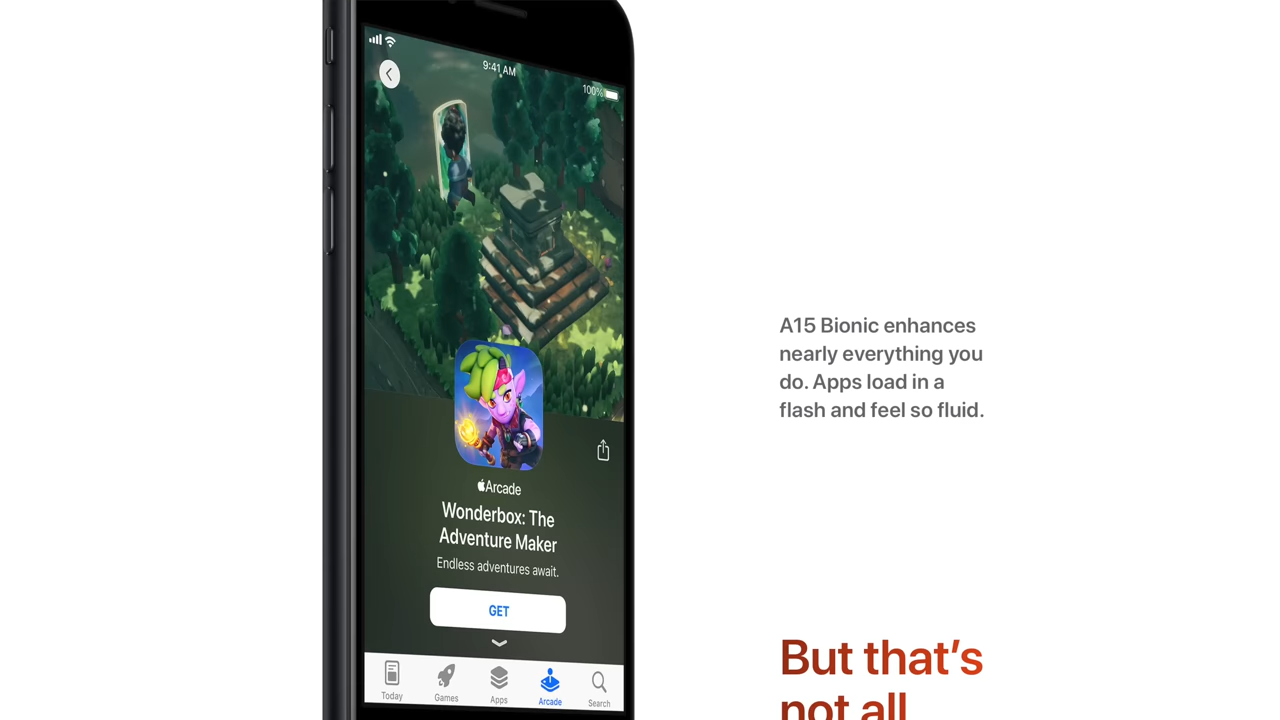 9:41 AM
100%
Arcade
Wonderbox: The
Adventure Maker
Endless adventures await.
GET
Today
Games
Apps
Arcade
Search
A15 Bionic enhances
nearly everything you
do. Apps load in a
flash and feel so fluid.
But that's
not all